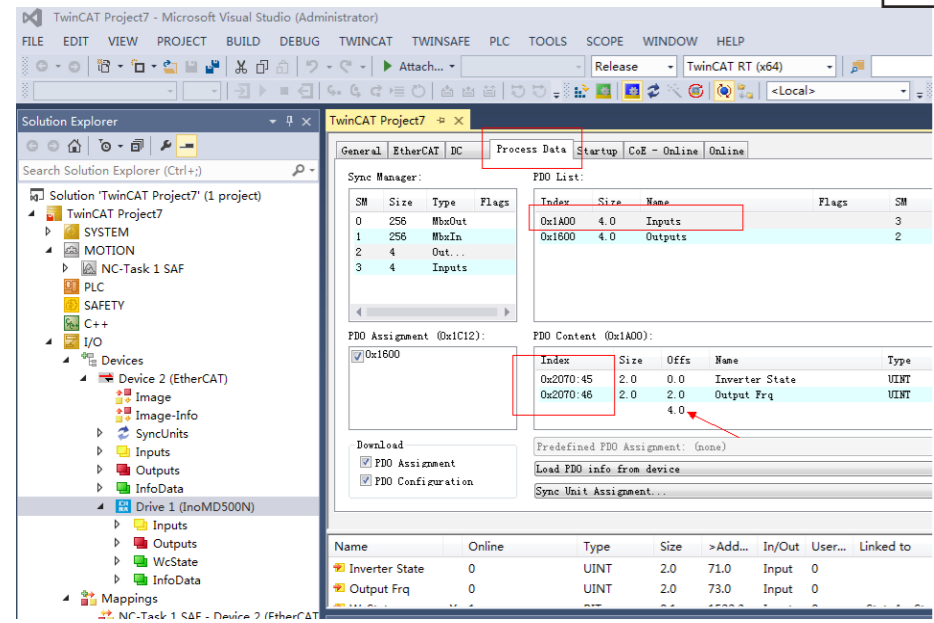 TwinCAT Project7 - Microsoft Visual Studio (Administrator)
FILE EDIT VIEW PROJECT BUILD DEBUG TWINCAT TWINSAFE PLC TOOLS SCOPE WINDOW HELP
Attach... Release TwinCAT RT (x64)
<Local>
Solution Explorer
Search Solution Explorer (Ctrl+;)
Solution 'TwinCAT Project7' (1 project)
TwinCAT Project7
SYSTEM
MOTION
NC-Task 1 SAF
PLC
SAFETY
C++
I/O
Devices
Device 2 (EtherCAT)
Image
Image-Info
SyncUnits
Inputs
Outputs
InfoData
Drive 1 (InoMD500N)
Inputs
Outputs
WcState
InfoData
Mappings
NC-Task 1 SAF - Device 2 (EtherCAT
TwinCAT Project7
General EtherCAT DC Process Data Startup CoE - Online Online
Sync Manager:
SM Size Type Flags
0 256 MbxOut
1 256 MbxIn
2 4 Out...
3 4 Inputs
PDO List:
Index Size Name Flags SM
0x1A00 4.0 Inputs 3
0x1600 4.0 Outputs 2
PDO Assignment (0x1C12):
0x1600
PDO Content (0x1A00):
Index Size Offs Name Type
0x2070:45 2.0 0.0 Inverter State UINT
0x2070:46 2.0 2.0 Output Frq UINT
4.0
Download
PDO Assignment
PDO Configuration
Predefined PDO Assignment: (none)
Load PDO info from device
Sync Unit Assignment...
Name Online Type Size >Add... In/Out User... Linked to
Inverter State 0 UINT 2.0 71.0 Input 0
Output Frq 0 UINT 2.0 73.0 Input 0